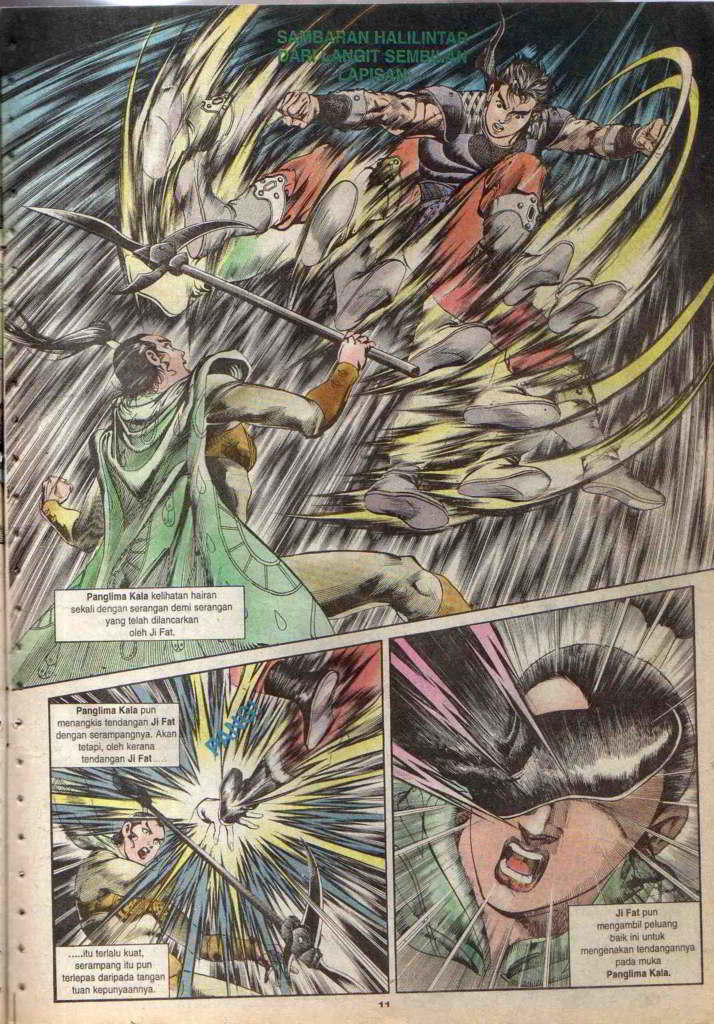 SAMBARAN HALILINTAR
DARI LANGIT SEMBILAN
LAPISAN
Panglima Kala kelihatan hairan
sekali dengan serangan demi serangan
yang telah dilancarkan
oleh Ji Fat.
Panglima Kala pun
menangkis tendangan Ji Fat
dengan serampangnya. Akan
tetapi, oleh kerana
tendangan Ji Fat.....
.....itu terlalu kuat,
serampang itu pun
terlepas daripada tangan
tuan kepunyaannya.
Ji Fat pun
mengambil peluang
baik ini untuk
mengenakan tendangannya
pada muka
Panglima Kala.
11